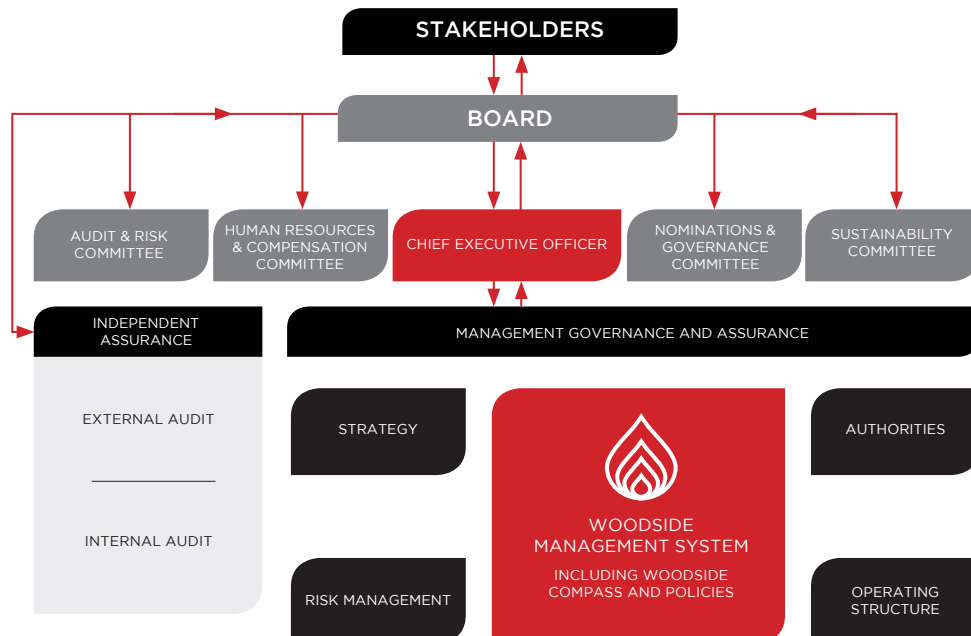 STAKEHOLDERS
BOARD
AUDIT & RISK
COMMITTEE
HUMAN RESOURCES
& COMPENSATION
COMMITTEE
CHIEF EXECUTIVE OFFICER
NOMINATIONS &
GOVERNANCE
COMMITTEE
SUSTAINABILITY
COMMITTEE
INDEPENDENT
ASSURANCE
MANAGEMENT GOVERNANCE AND ASSURANCE
EXTERNAL AUDIT
INTERNAL AUDIT
STRATEGY
AUTHORITIES
WOODSIDE
MANAGEMENT SYSTEM
INCLUDING WOODSIDE
COMPASS AND POLICIES
RISK MANAGEMENT
OPERATING
STRUCTURE